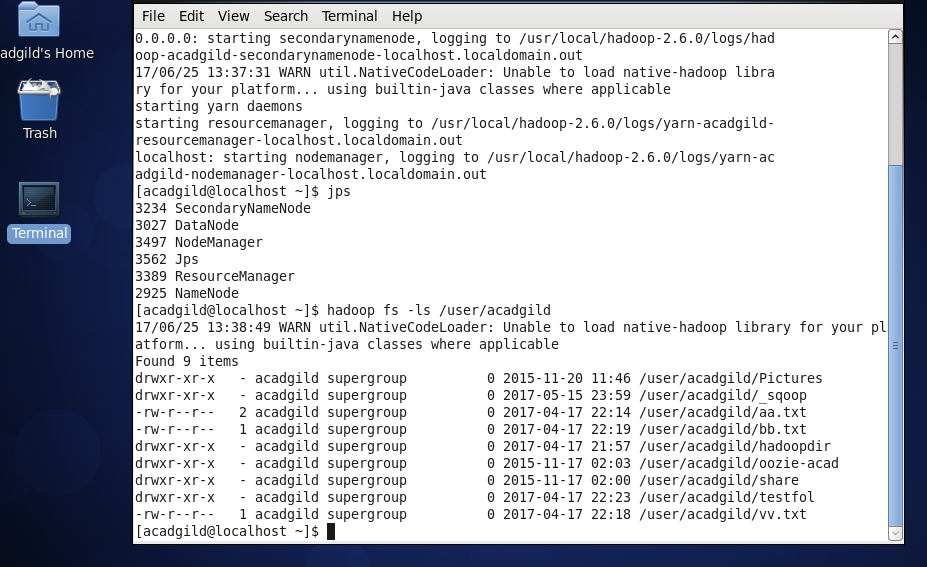 File Edit View Search Terminal Help
adgild's Home
Trash
Terminal
0.0.0.0: starting secondarynamenode, logging to /usr/local/hadoop-2.6.0/logs/had
oop-acadgild-secondarynamenode-localhost.localdomain.out
17/06/25 13:37:31 WARN util.NativeCodeLoader: Unable to load native-hadoop libra
ry for your platform... using builtin-java classes where applicable
starting yarn daemons
starting resourcemanager, logging to /usr/local/hadoop-2.6.0/logs/yarn-acadgild-
resourcemanager-localhost.localdomain.out
localhost: starting nodemanager, logging to /usr/local/hadoop-2.6.0/logs/yarn-ac
adgild-nodemanager-localhost.localdomain.out
[acadgild@localhost ~]$ jps
3234 SecondaryNameNode
3027 DataNode
3497 NodeManager
3562 Jps
3389 ResourceManager
2925 NameNode
[acadgild@localhost ~]$ hadoop fs -ls /user/acadgild
17/06/25 13:38:49 WARN util.NativeCodeLoader: Unable to load native-hadoop library for your pl
atform... using builtin-java classes where applicable
Found 9 items
drwxr-xr-x   - acadgild supergroup          0 2015-11-20 11:46 /user/acadgild/Pictures
drwxr-xr-x   - acadgild supergroup          0 2017-05-15 23:59 /user/acadgild/_sqoop
-rw-r--r--   2 acadgild supergroup          0 2017-04-17 22:14 /user/acadgild/aa.txt
-rw-r--r--   1 acadgild supergroup          0 2017-04-17 22:19 /user/acadgild/bb.txt
drwxr-xr-x   - acadgild supergroup          0 2017-04-17 21:57 /user/acadgild/hadoopdir
drwxr-xr-x   - acadgild supergroup          0 2015-11-17 02:03 /user/acadgild/oozie-acad
drwxr-xr-x   - acadgild supergroup          0 2015-11-17 02:00 /user/acadgild/share
drwxr-xr-x   - acadgild supergroup          0 2017-04-17 22:23 /user/acadgild/testfol
-rw-r--r--   1 acadgild supergroup          0 2017-04-17 22:18 /user/acadgild/vv.txt
[acadgild@localhost ~]$